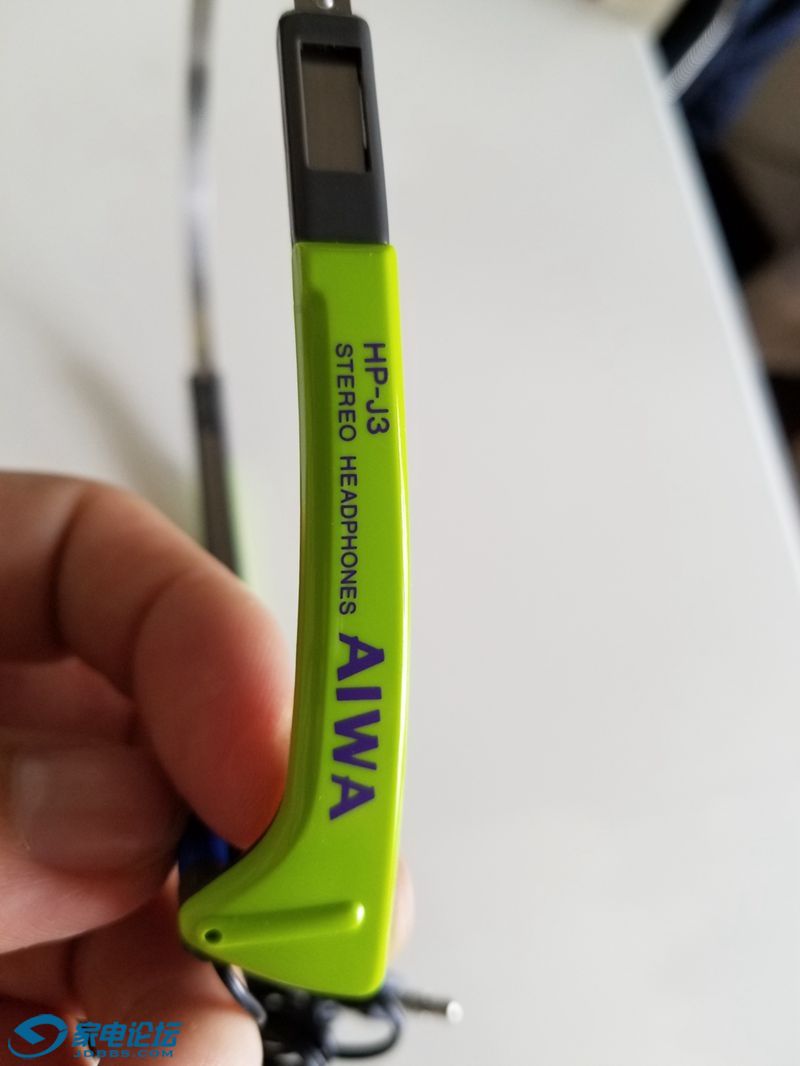 HP-J3
STEREO HEADPHONES
AIWA
家电论坛
JDBBS.COM